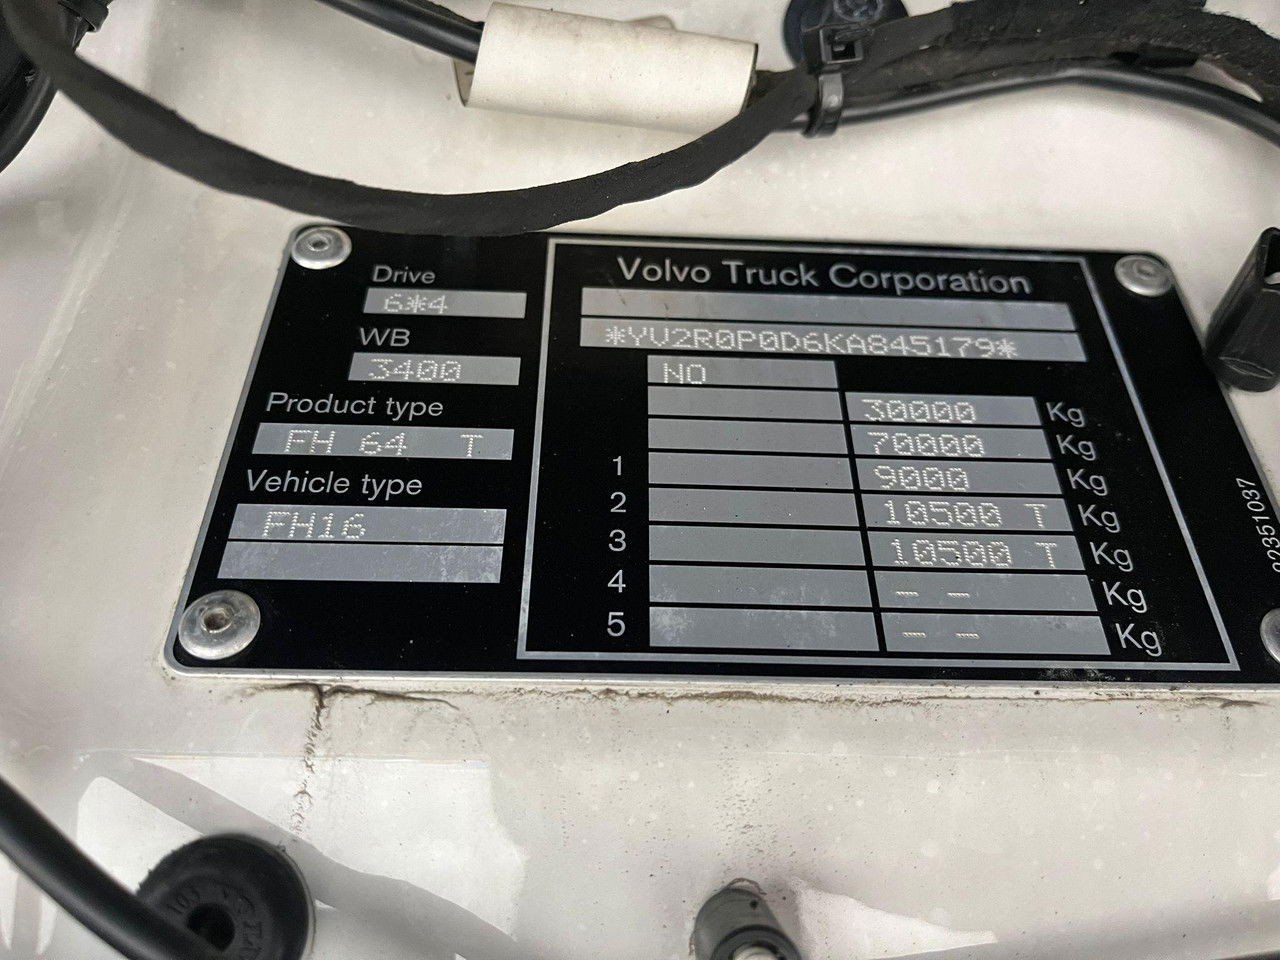 Drive
6*4
WB
3400
Product type
FH 64 T
Vehicle type
FH16
Volvo Truck Corporation
*YV2R0P0D6KA845179*
NO
30000 Kg
70000 Kg
1 9000 Kg
2 10500 T Kg
3 10500 T Kg
4 – – Kg
5 – – Kg